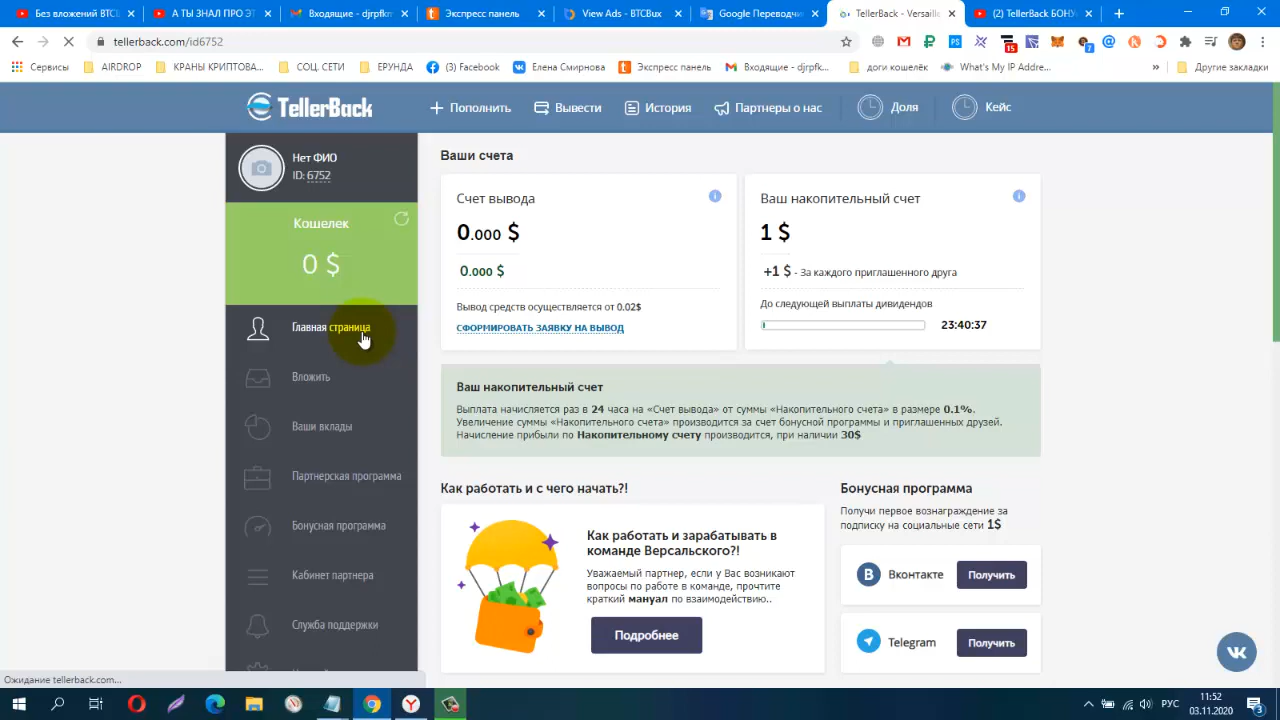 Без вложений BTCБ
А ТЫ ЗНАЛ ПРО ЭТ
Входящие - djrpfkn
Экспресс панель
View Ads - BTCBux
Google Переводч
TellerBack - Versaille
(2) TellerBack БОНУ
tellerback.com/id6752
15
7
Сервисы
AIRDROP
КРАНЫ КРИПТОВА...
СОЦ. СЕТИ
ЕРУНДА
(3) Facebook
Елена Смирнова
Экспресс панель
Входящие - djrpfk...
доги кошелёк
What's My IP Addre...
»
Другие закладки
TellerBack
Пополнить
Вывести
История
Партнеры о нас
Доля
Кейс
Нет ФИО
ID: 6752
Кошелек
0 $
Главная страница
Вложить
Ваши вклады
Партнерская программа
Бонусная программа
Кабинет партнера
Служба поддержки
Ваши счета
Счет вывода
0.000 $
0.000 $
Вывод средств осуществляется от 0.02$
СФОРМИРОВАТЬ ЗАЯВКУ НА ВЫВОД
Ваш накопительный счет
1 $
+1 $ - За каждого приглашенного друга
До следующей выплаты дивидендов
23:40:37
Ваш накопительный счет
Выплата начисляется раз в 24 часа на «Счет вывода» от суммы «Накопительного счета» в размере 0.1%.
Увеличение суммы «Накопительного счета» производится за счет бонусной программы и приглашенных друзей.
Начисление прибыли по Накопительному счету производится, при наличии 30$
Как работать и с чего начать?!
Как работать и зарабатывать в
команде Версальского?!
Уважаемый партнер, если у Вас возникают
вопросы по работе в команде, прочтите
краткий мануал по взаимодействию..
Подробнее
Бонусная программа
Получи первое вознаграждение за
подписку на социальные сети 1$
Вконтакте
Получить
Telegram
Получить
Ожидание tellerback.com...
РУС
11:52
03.11.2020
3